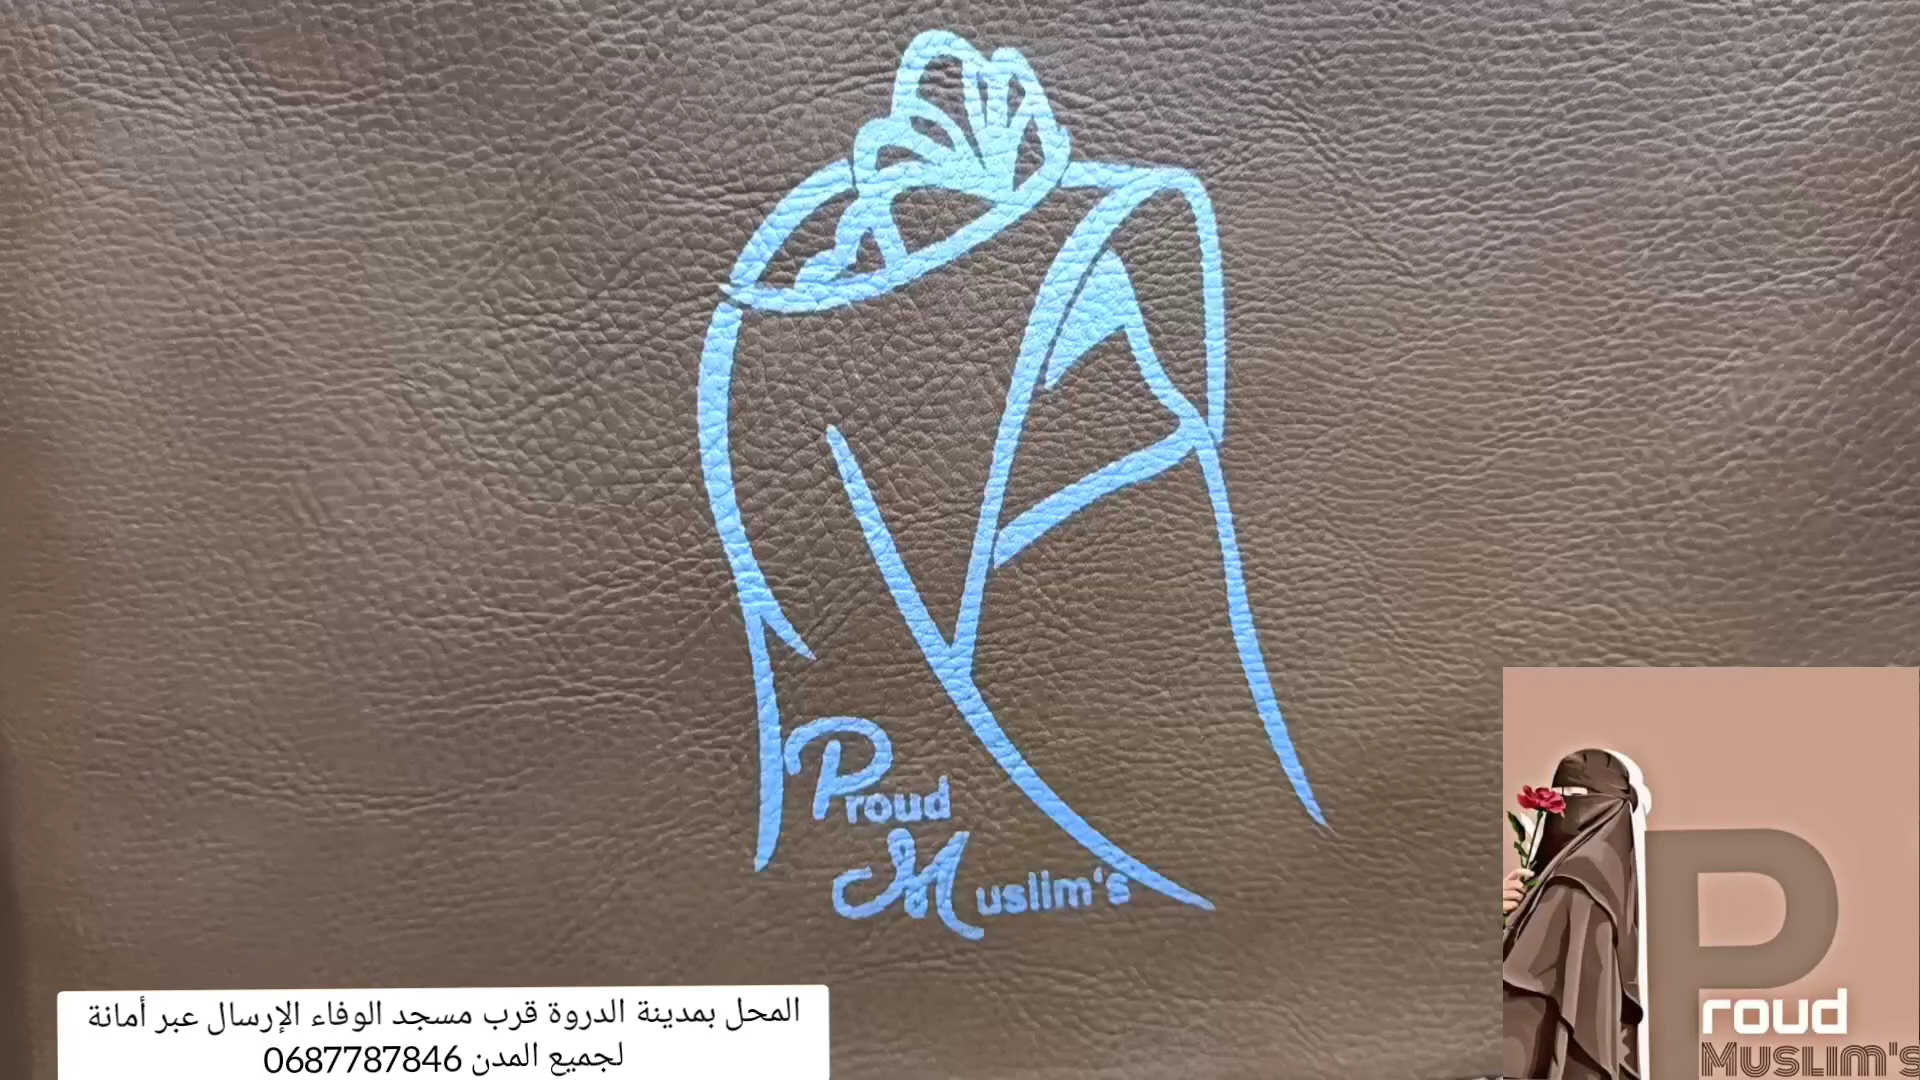 Proud
Muslim's
المحل بمدينة الدروة قرب مسجد الوفاء الإرسال عبر أمانة
لجميع المدن 0687787846
Proud
MUSLIM'S